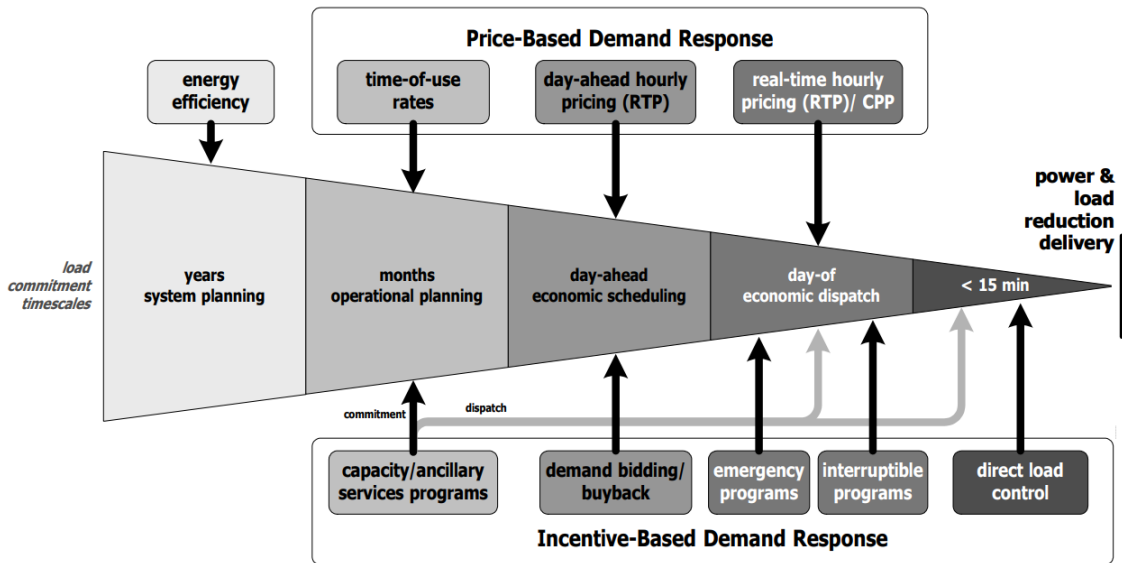 Price-Based Demand Response
energy
efficiency
time-of-use
rates
day-ahead hourly
pricing (RTP)
real-time hourly
pricing (RTP)/ CPP
power &
load
reduction
delivery
load
commitment
timescales
years
system planning
months
operational planning
day-ahead
economic scheduling
day-of
economic dispatch
< 15 min
commitment
dispatch
capacity/ancillary
services programs
demand bidding/
buyback
emergency
programs
interruptible
programs
direct load
control
Incentive-Based Demand Response